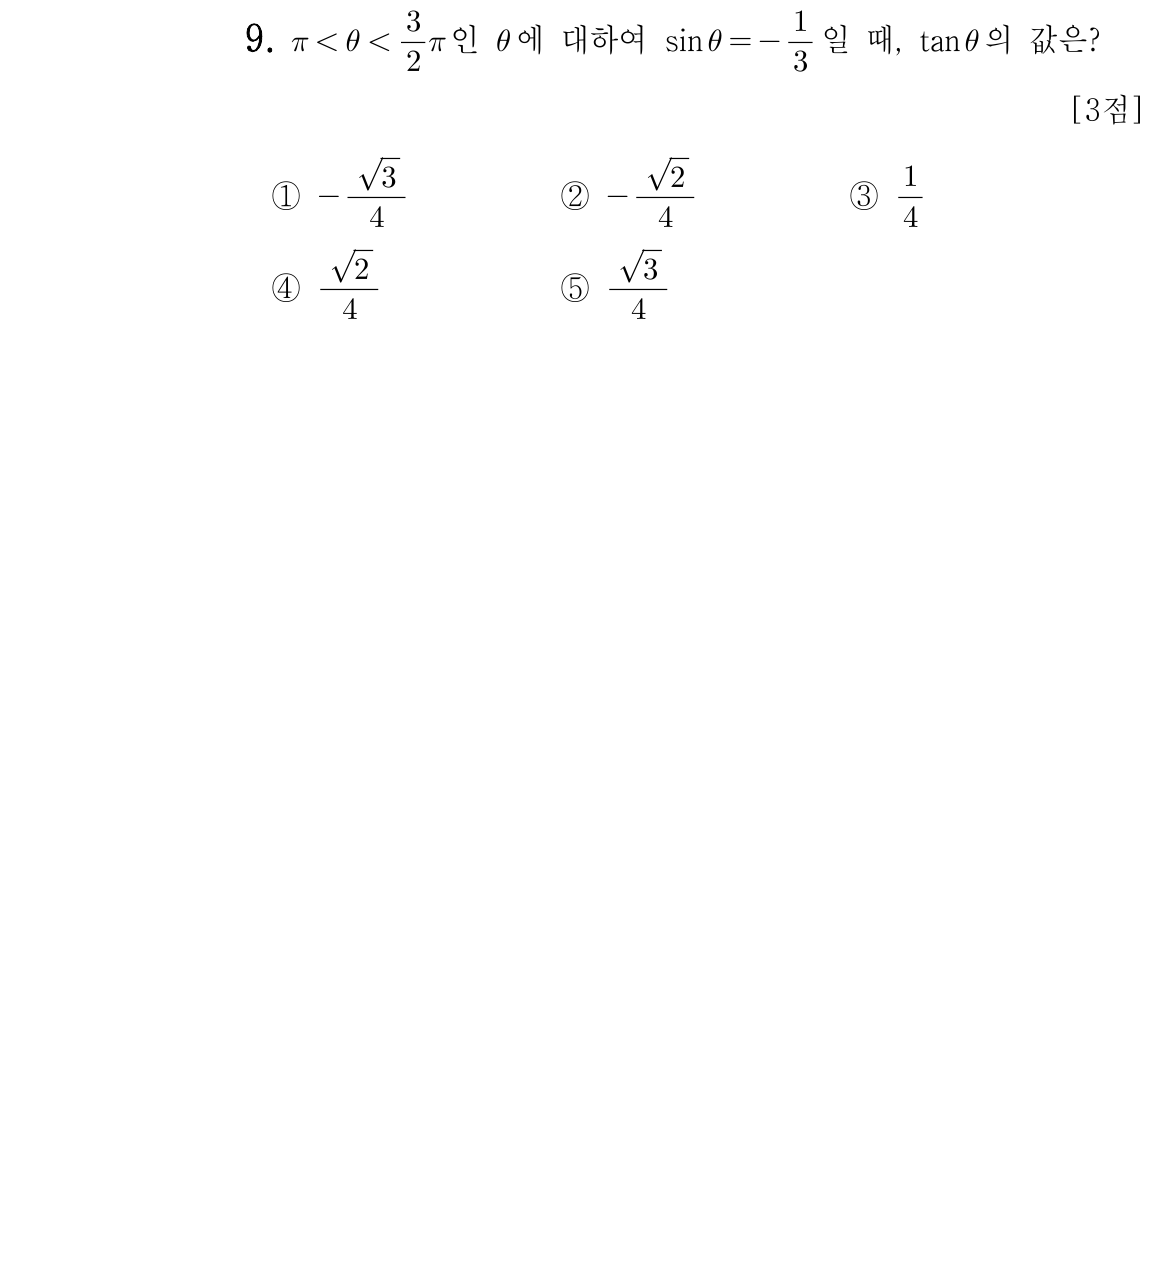 9. π < θ < 3/2 π인 θ에 대하여 sinθ = − 1/3 일 때, tanθ의 값은?
[3점]
① − √3/4 ② − √2/4 ③ 1/4
④ √2/4 ⑤ √3/4